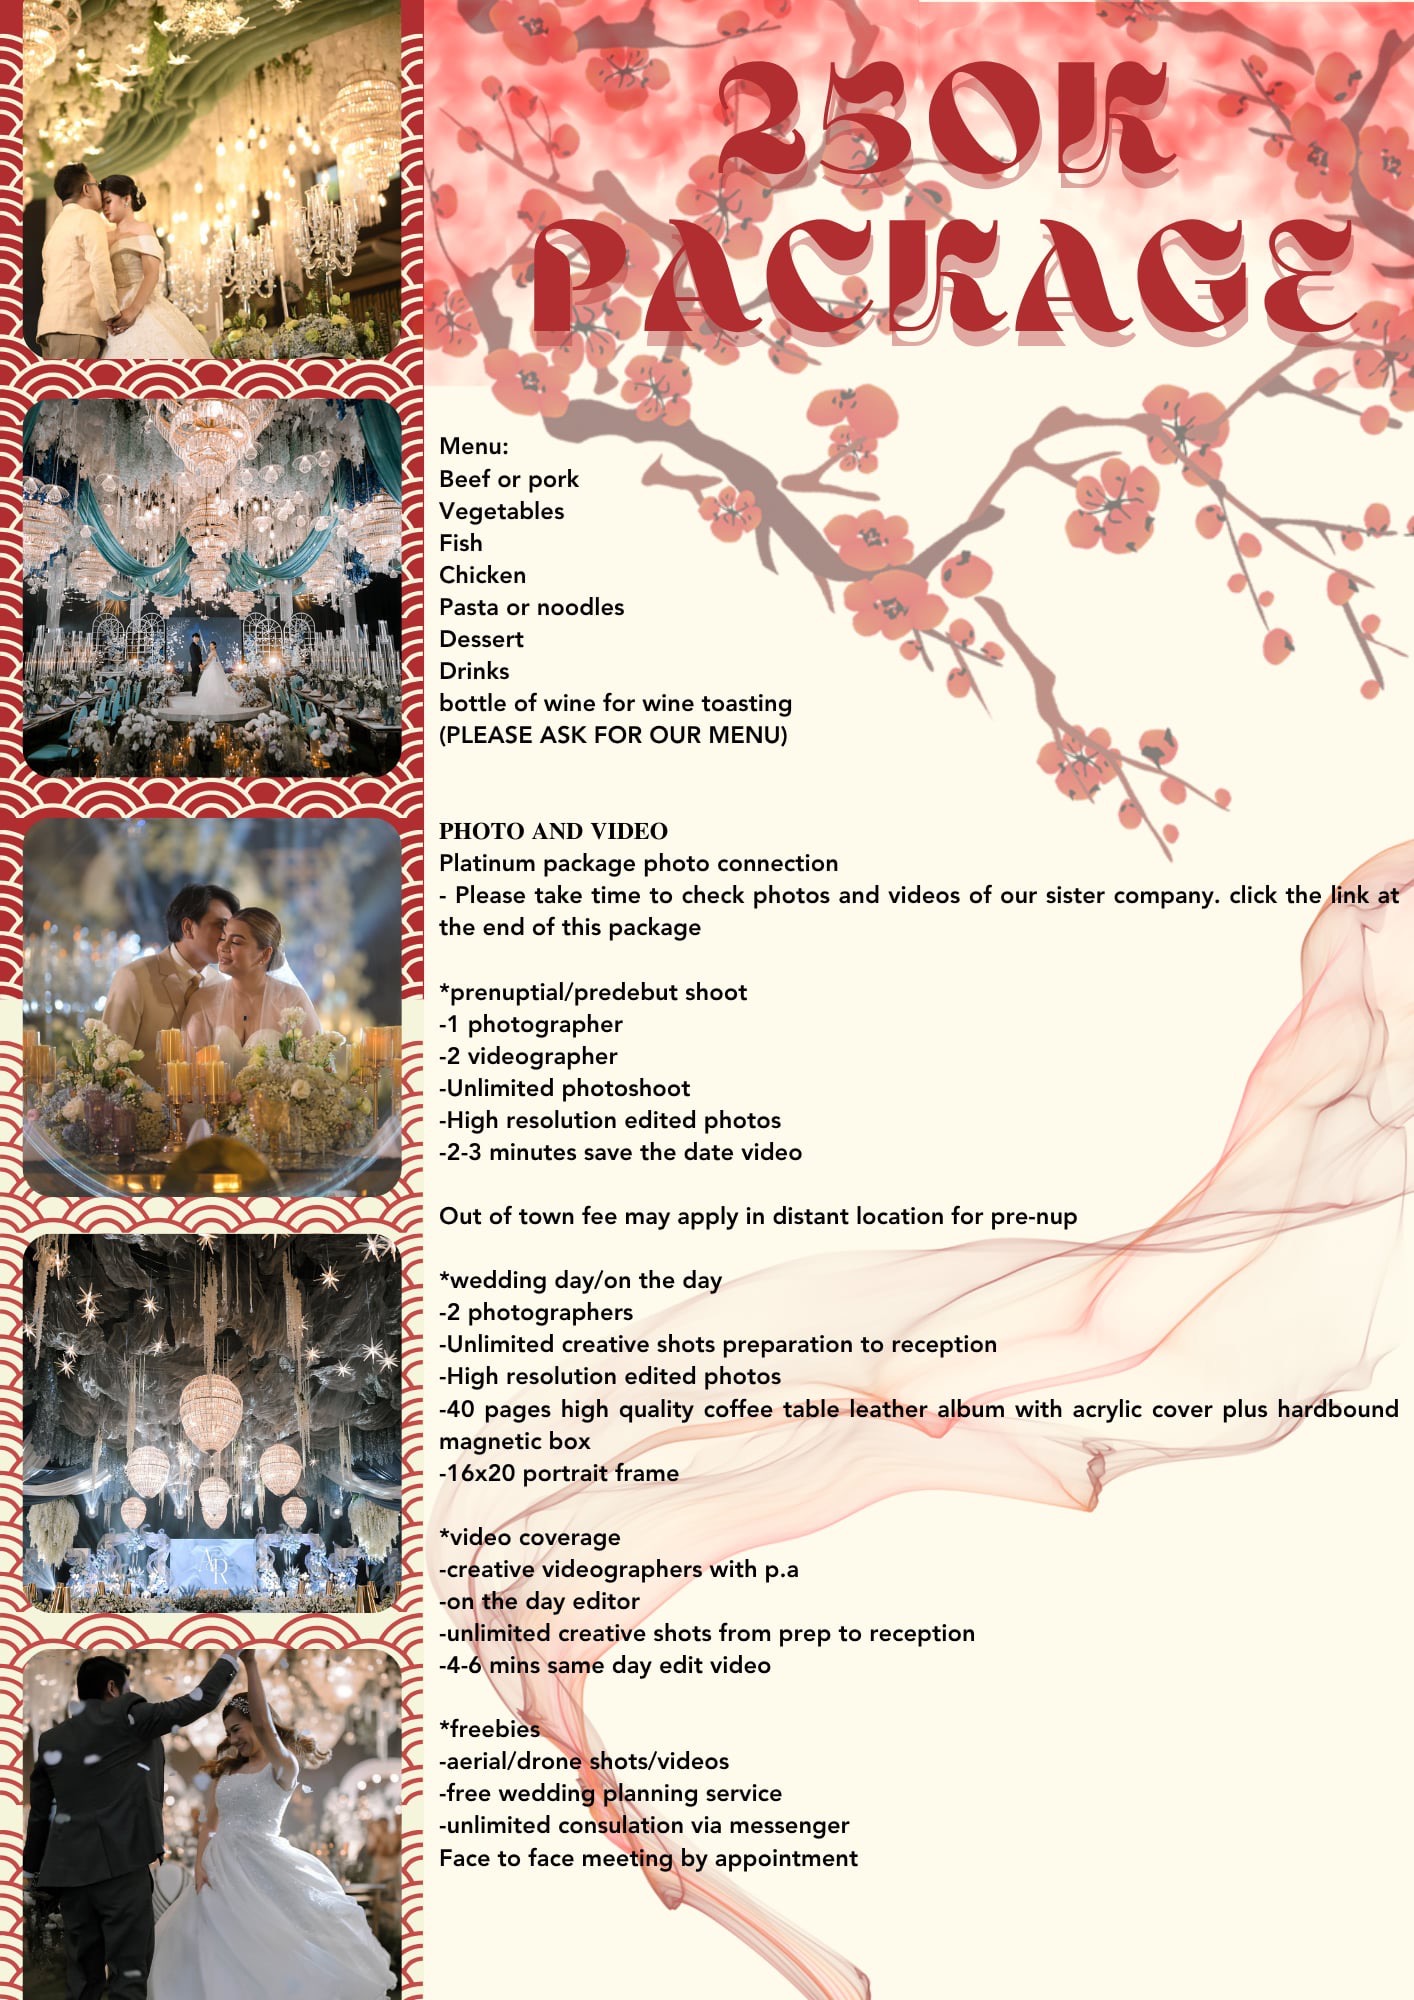 250K
PACKAGE
Menu:
Beef or pork
Vegetables
Fish
Chicken
Pasta or noodles
Dessert
Drinks
bottle of wine for wine toasting
(PLEASE ASK FOR OUR MENU)
PHOTO AND VIDEO
Platinum package photo connection
- Please take time to check photos and videos of our sister company. click the link at
the end of this package
*prenuptial/predebut shoot
-1 photographer
-2 videographer
-Unlimited photoshoot
-High resolution edited photos
-2-3 minutes save the date video
Out of town fee may apply in distant location for pre-nup
*wedding day/on the day
-2 photographers
-Unlimited creative shots preparation to reception
-High resolution edited photos
-40 pages high quality coffee table leather album with acrylic cover plus hardbound
magnetic box
-16x20 portrait frame
*video coverage
-creative videographers with p.a
-on the day editor
-unlimited creative shots from prep to reception
-4-6 mins same day edit video
*freebies
-aerial/drone shots/videos
-free wedding planning service
-unlimited consulation via messenger
Face to face meeting by appointment